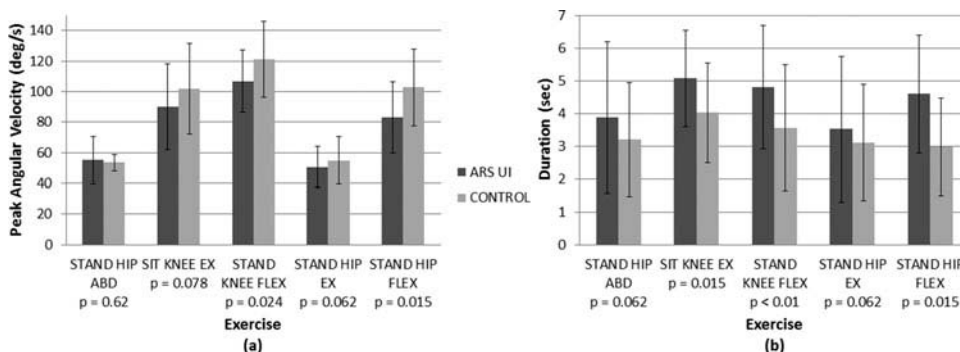 Peak Angular Velocity (deg/s)
140
120
100
80
60
40
20
0
STAND HIP SIT KNEE EX STAND STAND HIP STAND HIP
ABD p = 0.078 KNEE FLEX EX FLEX
p = 0.62 p = 0.024 p = 0.062 p = 0.015
Exercise
(a)
ARS UI
CONTROL
Duration (sec)
7
6
5
4
3
2
1
0
STAND HIP SIT KNEE EX STAND STAND HIP STAND HIP
ABD p = 0.015 KNEE FLEX EX FLEX
p = 0.062 p < 0.01 p = 0.062 p = 0.015
Exercise
(b)